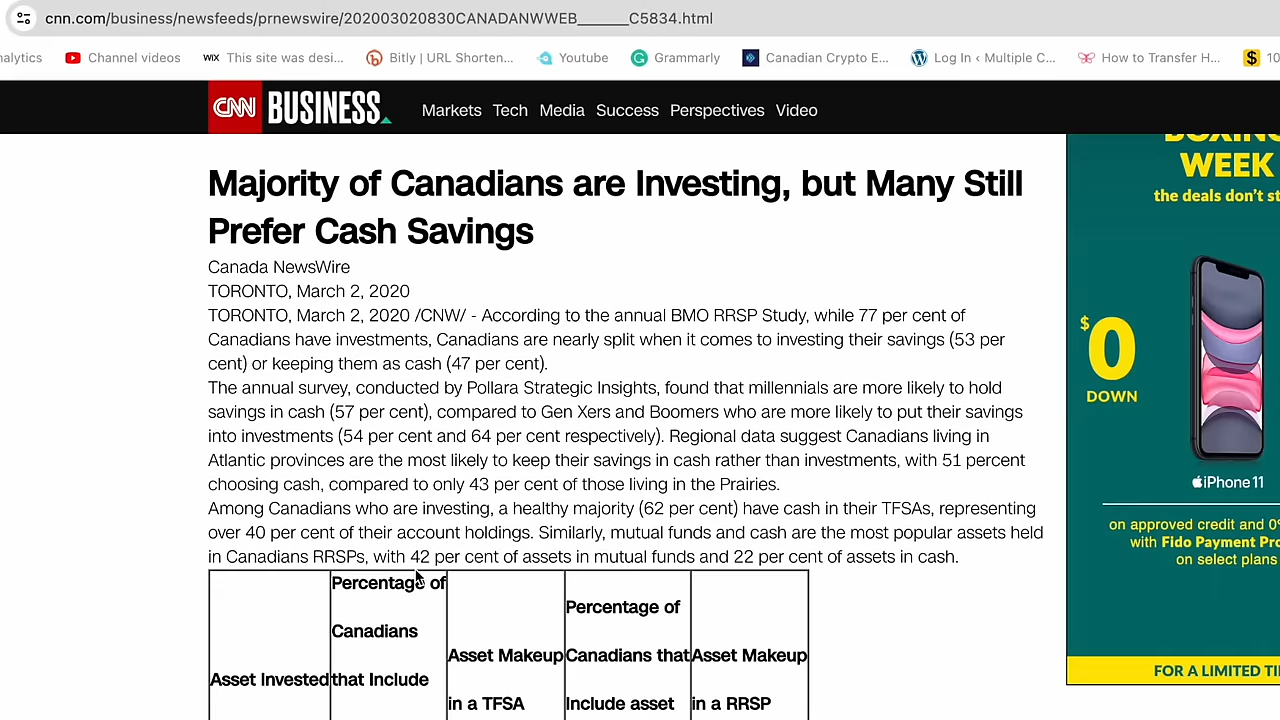 cnn.com/business/newsfeeds/prnewswire/202003020830CANADANWWEB_______C5834.html
nalytics Channel videos WIX This site was desi... Bitly | URL Shorten... Youtube Grammarly Canadian Crypto E... Log In ‹ Multiple C... How to Transfer H... $ 10
CNN BUSINESS Markets Tech Media Success Perspectives Video
Majority of Canadians are Investing, but Many Still
Prefer Cash Savings
Canada NewsWire
TORONTO, March 2, 2020
TORONTO, March 2, 2020 /CNW/ - According to the annual BMO RRSP Study, while 77 per cent of
Canadians have investments, Canadians are nearly split when it comes to investing their savings (53 per
cent) or keeping them as cash (47 per cent).
The annual survey, conducted by Pollara Strategic Insights, found that millennials are more likely to hold
savings in cash (57 per cent), compared to Gen Xers and Boomers who are more likely to put their savings
into investments (54 per cent and 64 per cent respectively). Regional data suggest Canadians living in
Atlantic provinces are the most likely to keep their savings in cash rather than investments, with 51 percent
choosing cash, compared to only 43 per cent of those living in the Prairies.
Among Canadians who are investing, a healthy majority (62 per cent) have cash in their TFSAs, representing
over 40 per cent of their account holdings. Similarly, mutual funds and cash are the most popular assets held
in Canadians RRSPs, with 42 per cent of assets in mutual funds and 22 per cent of assets in cash.
Asset Invested
Percentage of
Canadians
that Include
Asset Makeup
in a TFSA
Percentage of
Canadians that
Include asset
Asset Makeup
in a RRSP
BOXING
WEEK
the deals don't st
$0
DOWN
iPhone 11
on approved credit and 0%
with Fido Payment Pro
on select plans
FOR A LIMITED TI